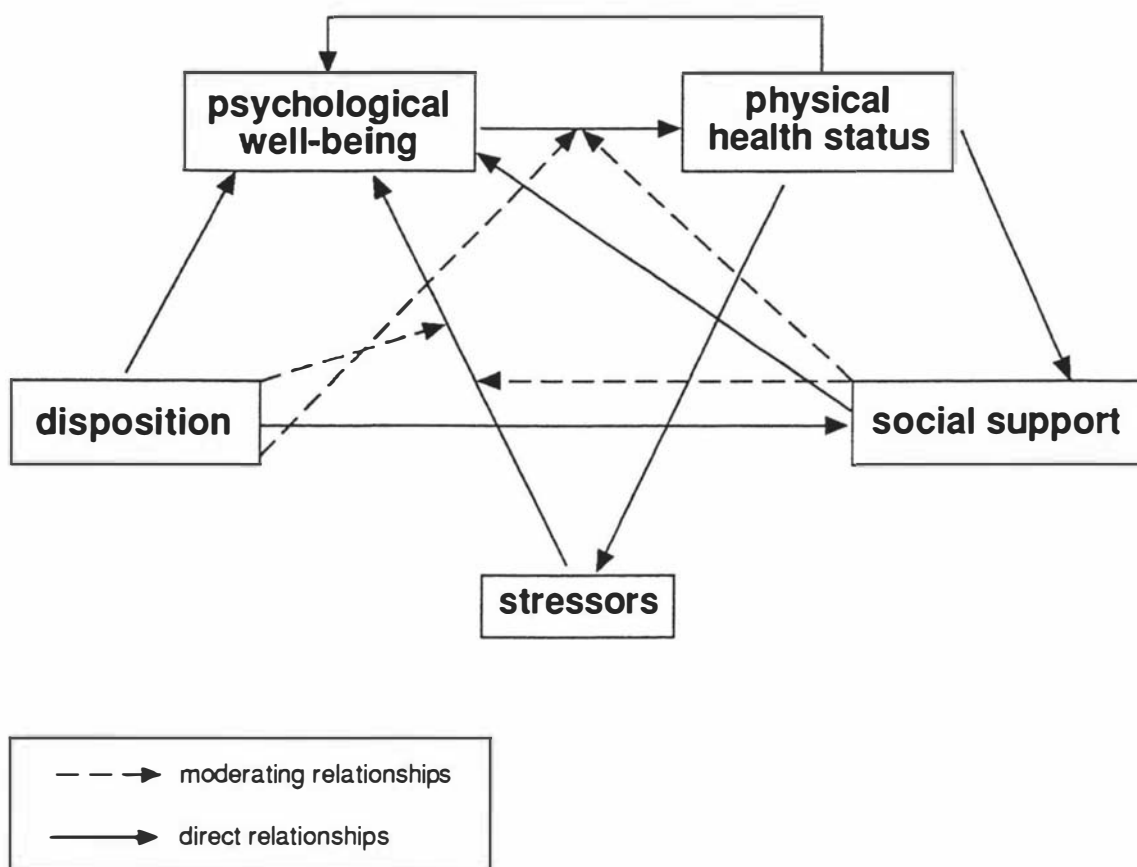 psychological
well-being
physical
health status
disposition
social support
stressors
moderating relationships
direct relationships